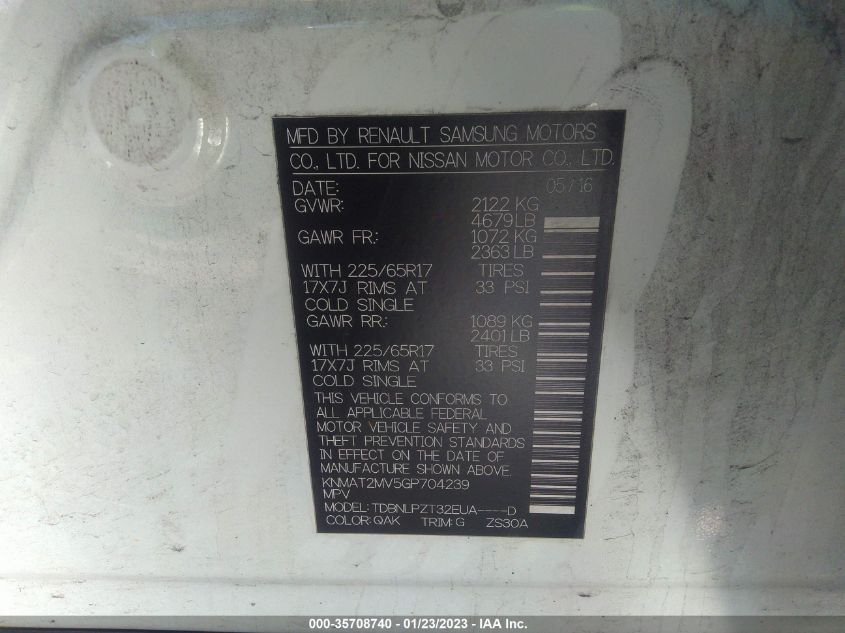 MFD BY RENAULT SAMSUNG MOTORS
CO., LTD. FOR NISSAN MOTOR CO., LTD.
DATE: 05/16
GVWR: 2122 KG
4679 LB
GAWR FR.: 1072 KG
2363 LB
WITH 225/65R17 TIRES
17X7J RIMS AT 33 PSI
COLD SINGLE
GAWR RR.: 1089 KG
2401 LB
WITH 225/65R17 TIRES
17X7J RIMS AT 33 PSI
COLD SINGLE
THIS VEHICLE CONFORMS TO
ALL APPLICABLE FEDERAL
MOTOR VEHICLE SAFETY AND
THEFT PREVENTION STANDARDS
IN EFFECT ON THE DATE OF
MANUFACTURE SHOWN ABOVE.
KNMAT2MV5GP704239
MPV
MODEL: TDBNLPZT32EUA----D
COLOR: QAK TRIM: G ZS30A
000-35708740 - 01/23/2023 - IAA Inc.